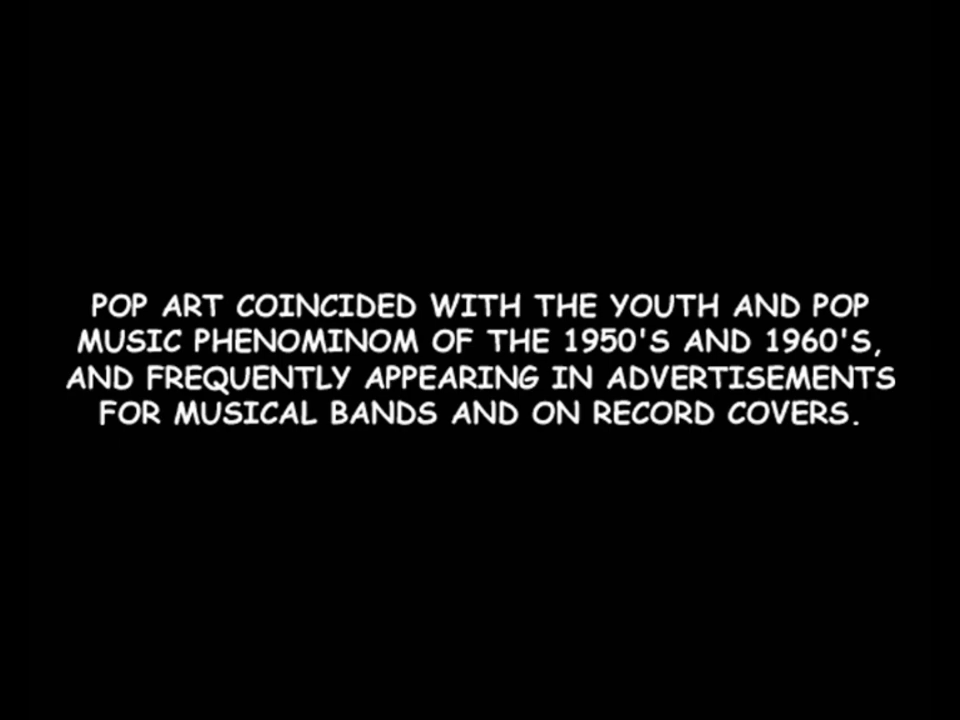 POP ART COINCIDED WITH THE YOUTH AND POP
MUSIC PHENOMINOM OF THE 1950'S AND 1960'S,
AND FREQUENTLY APPEARING IN ADVERTISEMENTS
FOR MUSICAL BANDS AND ON RECORD COVERS.